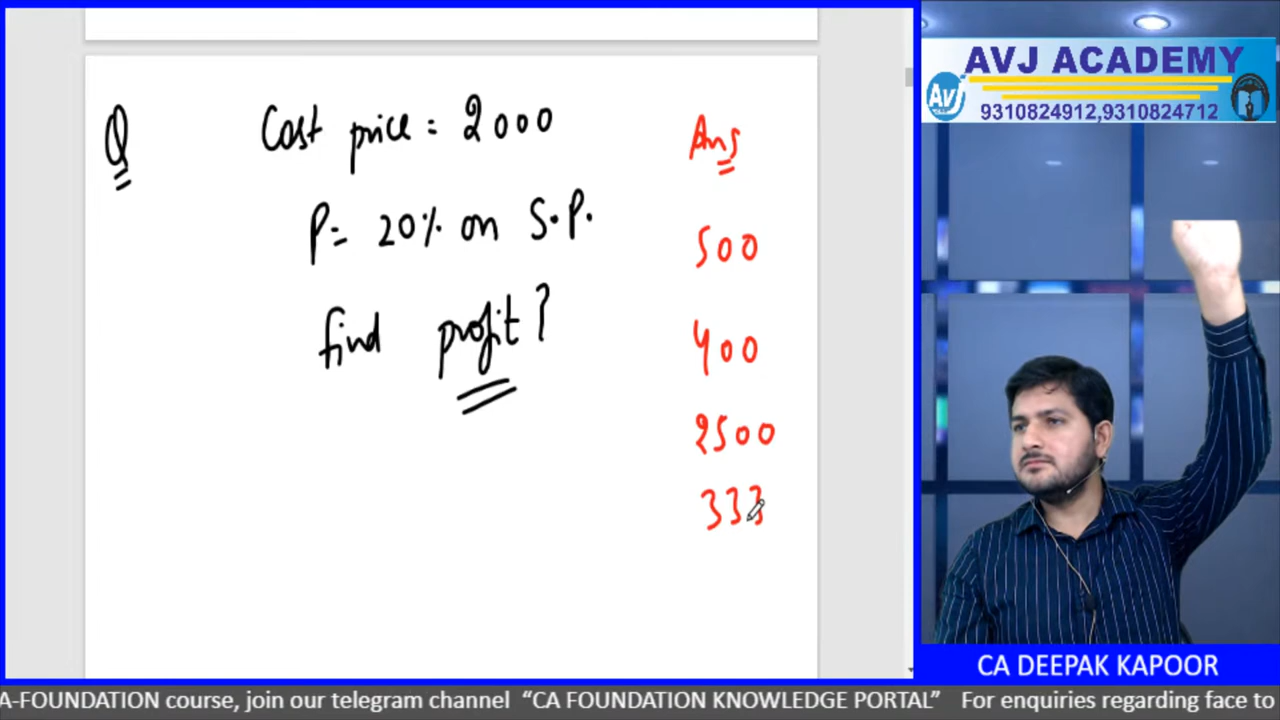 Q Cost price = 2000
P = 20% on S.P.
find profit?
Ans
500
400
2500
333
AVJ ACADEMY
AV
9310824912,9310824712
CA DEEPAK KAPOOR
A-FOUNDATION course, join our telegram channel “CA FOUNDATION KNOWLEDGE PORTAL” For enquiries regarding face to